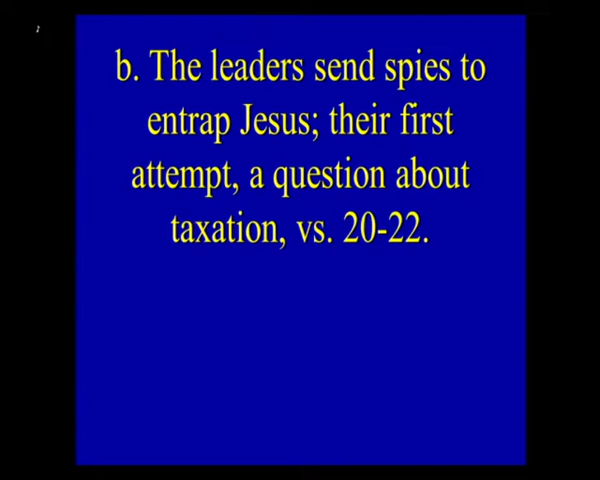 b. The leaders send spies to
entrap Jesus; their first
attempt, a question about
taxation, vs. 20-22.